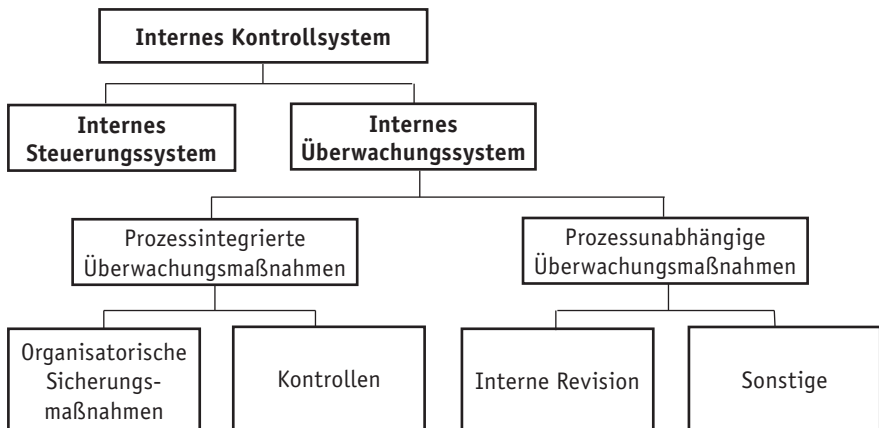 Internes Kontrollsystem
Internes
Steuerungssystem
Internes
Überwachungssystem
Prozessintegrierte
Überwachungsmaßnahmen
Prozessunabhängige
Überwachungsmaßnahmen
Organisatorische
Sicherungs-
maßnahmen
Kontrollen
Interne Revision
Sonstige